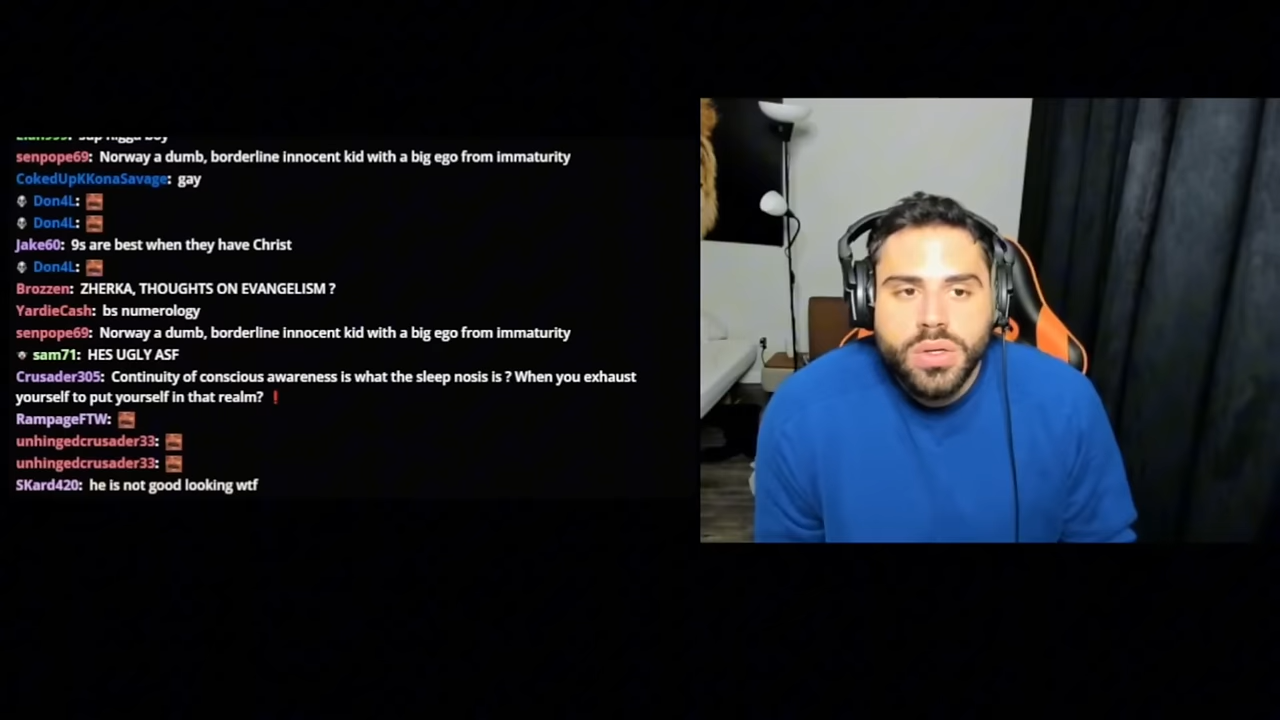 senpope69: Norway a dumb, borderline innocent kid with a big ego from immaturity
CokedUpKKonaSavage: gay
Don4L:
Don4L:
Jake60: 9s are best when they have Christ
Don4L:
Brozzen: ZHERKA, THOUGHTS ON EVANGELISM ?
YardieCash: bs numerology
senpope69: Norway a dumb, borderline innocent kid with a big ego from immaturity
sam71: HES UGLY ASF
Crusader305: Continuity of conscious awareness is what the sleep nosis is ? When you exhaust
yourself to put yourself in that realm? ❗
RampageFTW:
unhingedcrusader33:
unhingedcrusader33:
SKard420: he is not good looking wtf